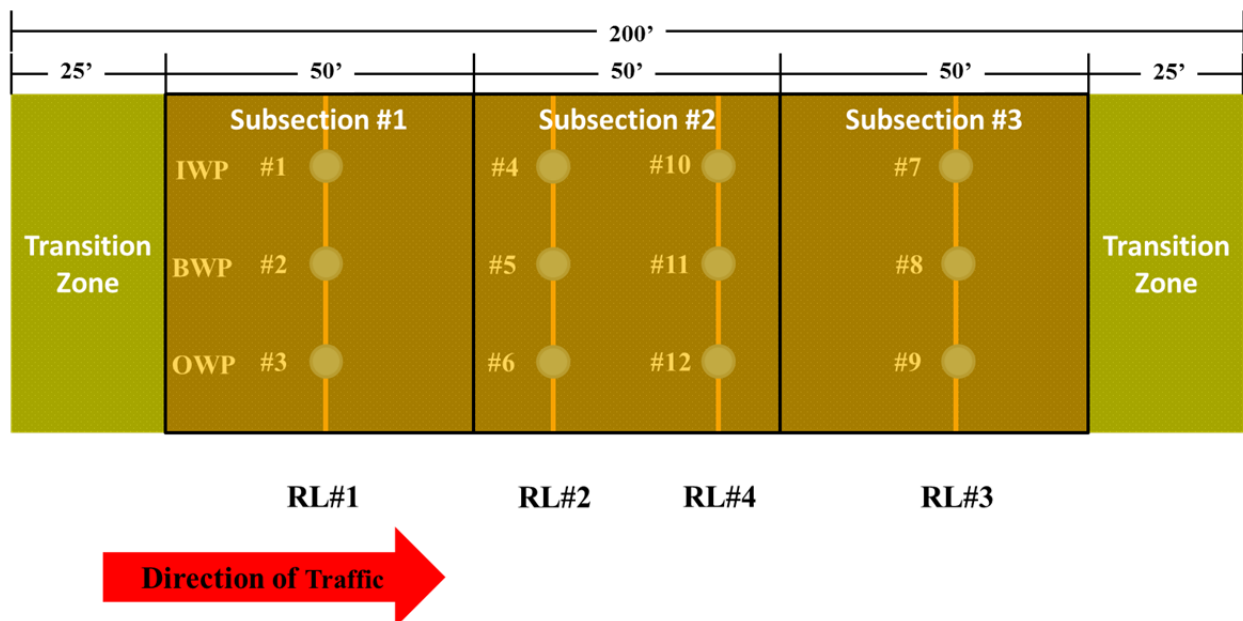 200’
25’ 50’ 50’ 50’ 25’
Subsection #1 Subsection #2 Subsection #3
IWP #1 #4 #10 #7
Transition Zone
BWP #2 #5 #11 #8
Transition Zone
OWP #3 #6 #12 #9
RL#1 RL#2 RL#4 RL#3
Direction of Traffic